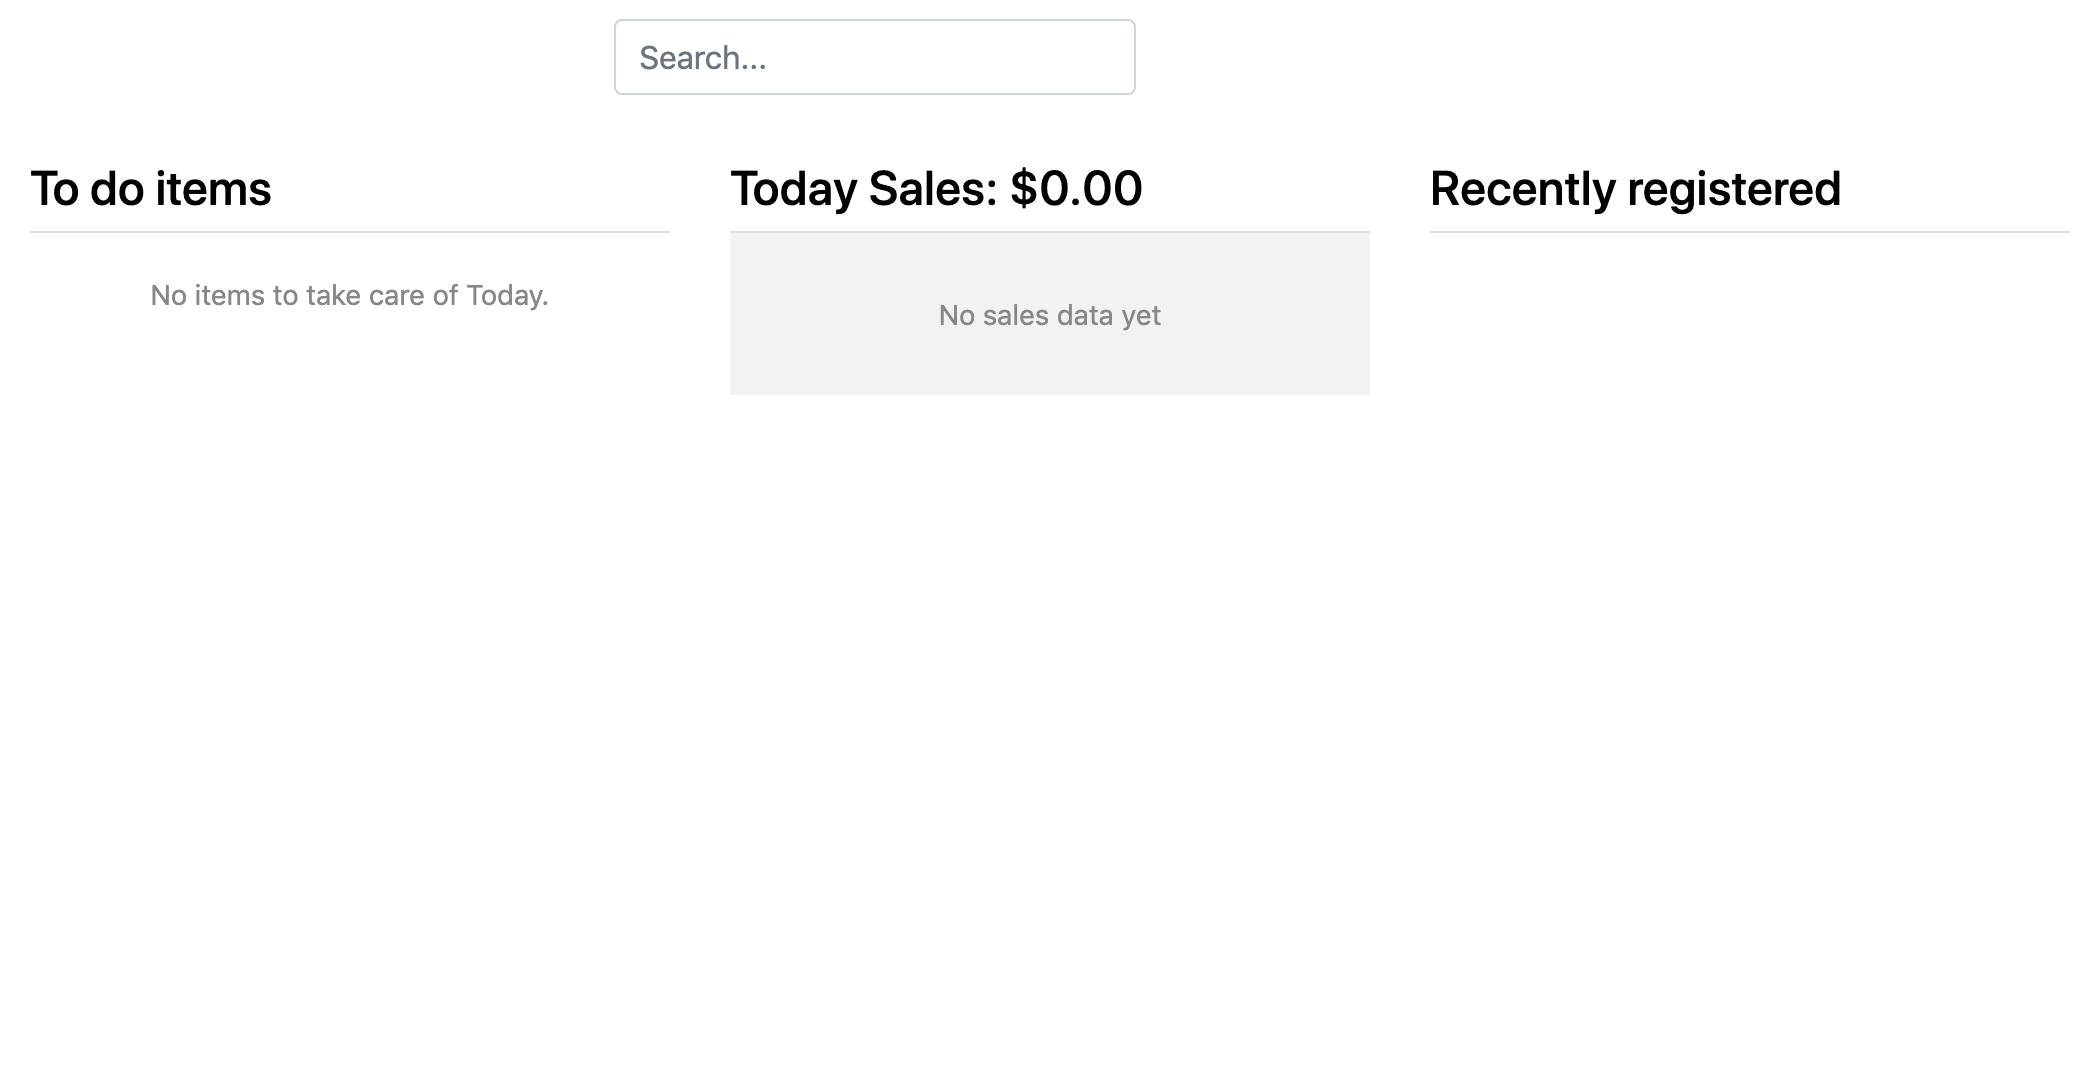 Search...
To do items
No items to take care of Today.
Today Sales: $0.00
No sales data yet
Recently registered